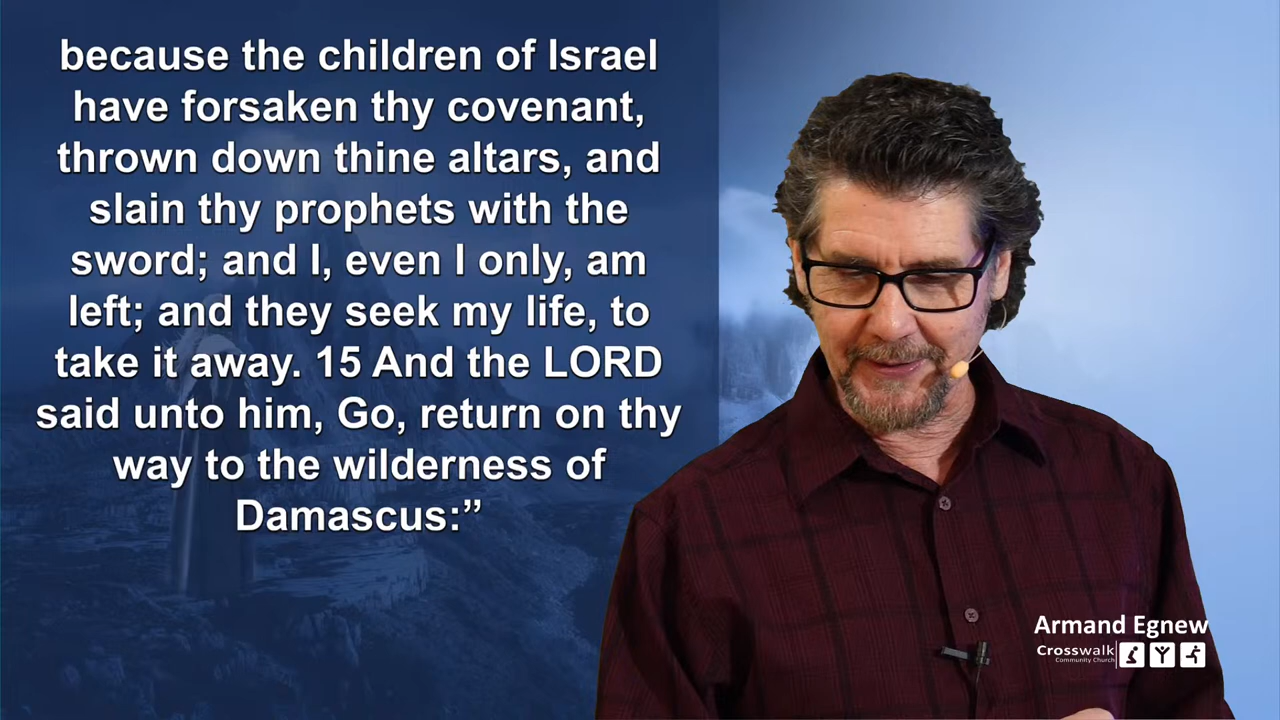 because the children of Israel
have forsaken thy covenant,
thrown down thine altars, and
slain thy prophets with the
sword; and I, even I only, am
left; and they seek my life, to
take it away. 15 And the LORD
said unto him, Go, return on thy
way to the wilderness of
Damascus:”
Armand Egnew
Crosswalk
Community Church